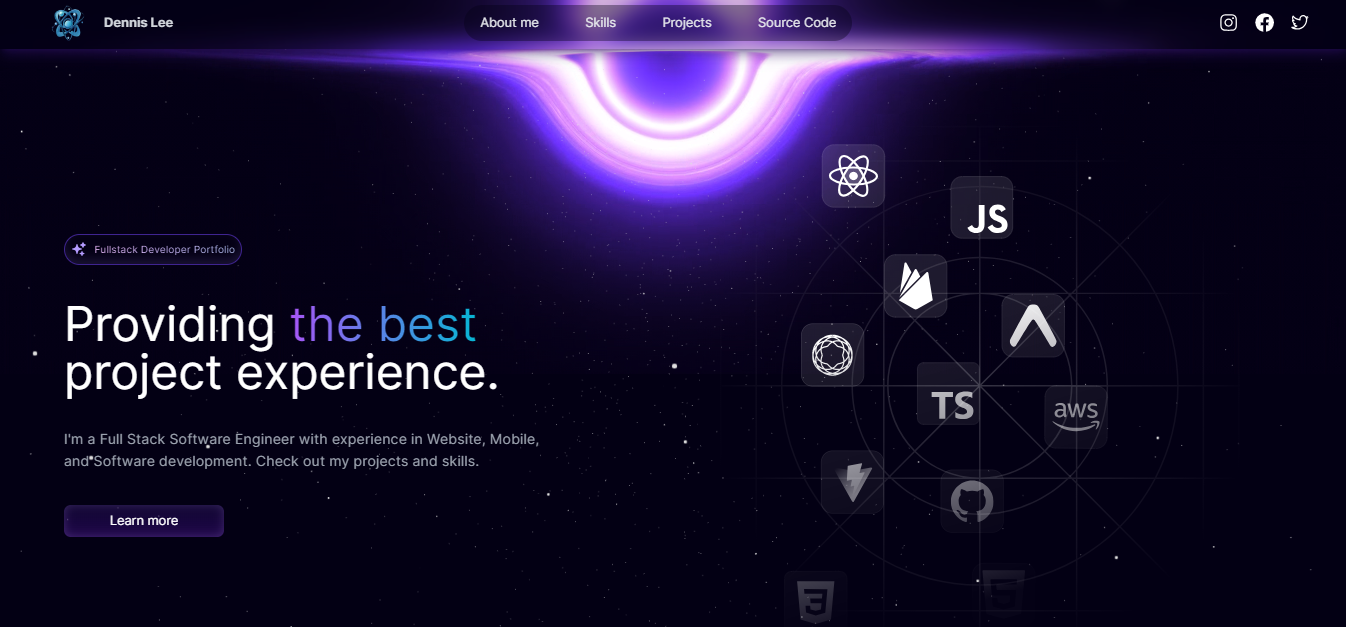 Dennis Lee
About me
Skills
Projects
Source Code
Fullstack Developer Portfolio
Providing the best
project experience.
I'm a Full Stack Software Engineer with experience in Website, Mobile,
and Software development. Check out my projects and skills.
Learn more
JS
TS
aws
3
5